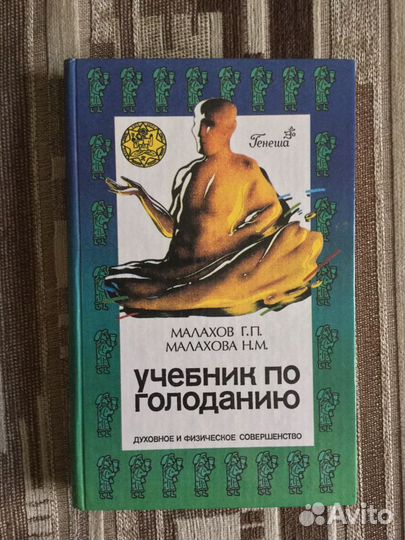 Генеша
МАЛАХОВ Г.П.
МАЛАХОВА Н.М.
УЧЕБНИК ПО
ГОЛОДАНИЮ
ДУХОВНОЕ И ФИЗИЧЕСКОЕ СОВЕРШЕНСТВО
Avito